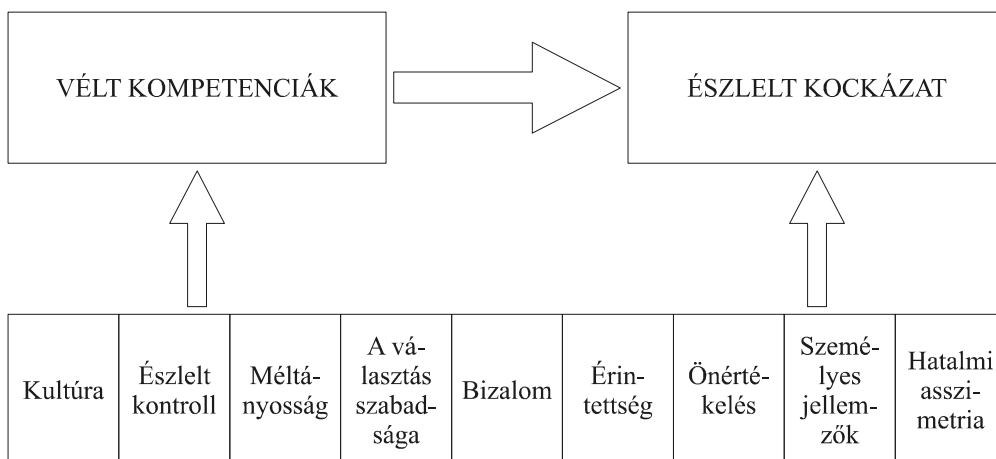 VÉLT KOMPETENCIÁK
ÉSZLELT KOCKÁZAT
Kultúra
Észlelt
kontroll
Méltá-
nyosság
A vá-
lasztás
szabad-
sága
Bizalom
Érin-
tettség
Önérté-
kelés
Szemé-
lyes
jellem-
zők
Hatalmi
asszi-
metria